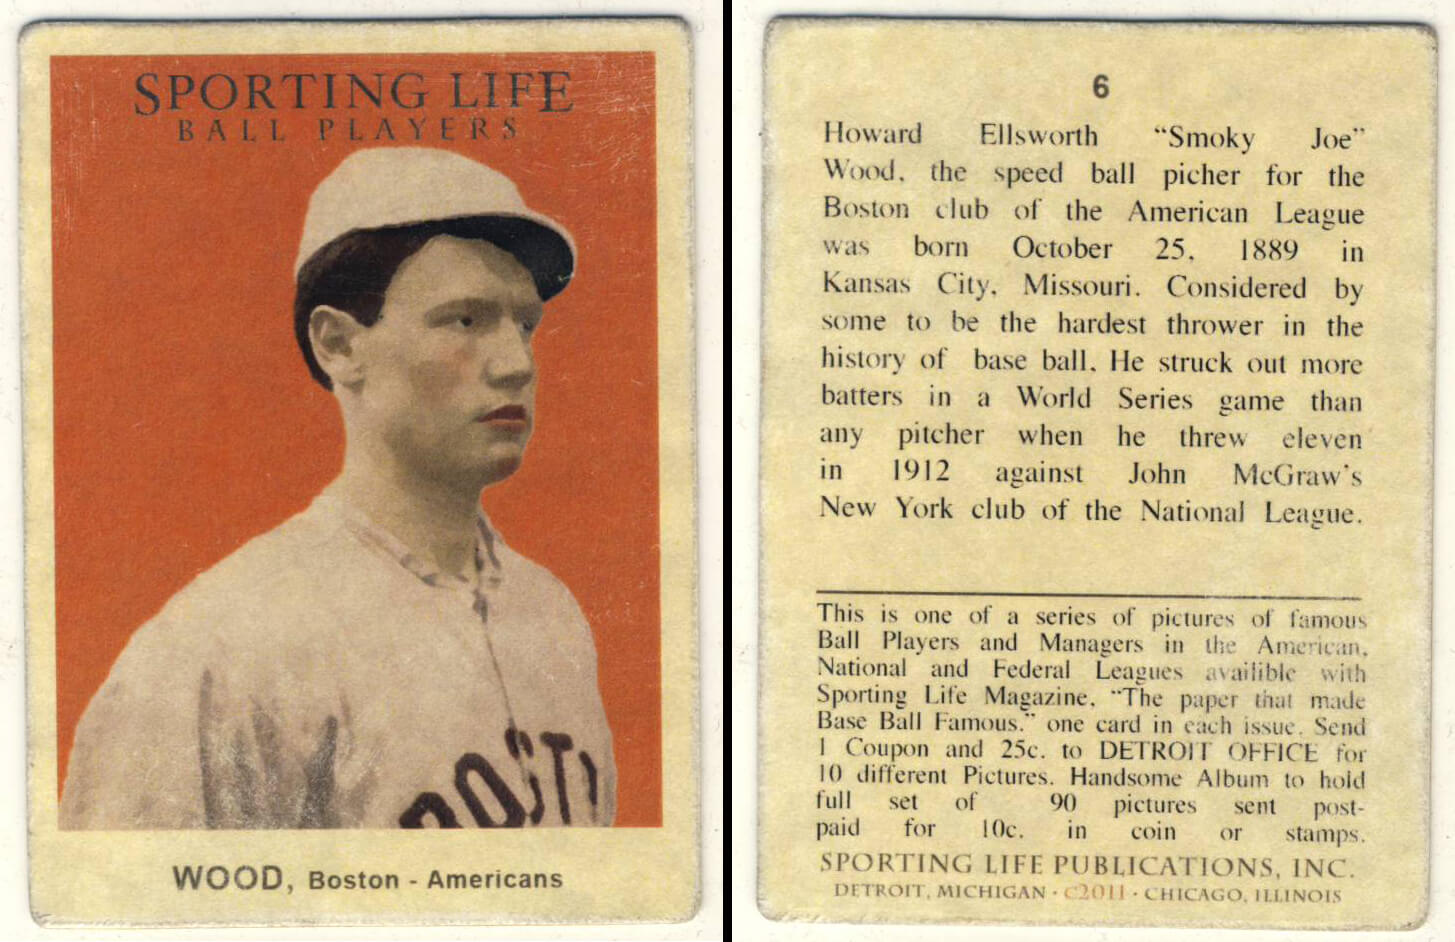 SPORTING LIFE
BALL PLAYERS
BOSTO
WOOD, Boston - Americans
6
Howard Ellsworth “Smoky Joe”
Wood, the speed ball picher for the
Boston club of the American League
was born October 25, 1889 in
Kansas City, Missouri. Considered by
some to be the hardest thrower in the
history of base ball. He struck out more
batters in a World Series game than
any pitcher when he threw eleven
in 1912 against John McGraw's
New York club of the National League.
This is one of a series of pictures of famous
Ball Players and Managers in the American,
National and Federal Leagues availible with
Sporting Life Magazine, “The paper that made
Base Ball Famous.” one card in each issue. Send
1 Coupon and 25c. to DETROIT OFFICE for
10 different Pictures. Handsome Album to hold
full set of 90 pictures sent post-
paid for 10c. in coin or stamps.
SPORTING LIFE PUBLICATIONS, INC.
DETROIT, MICHIGAN · c2011 · CHICAGO, ILLINOIS